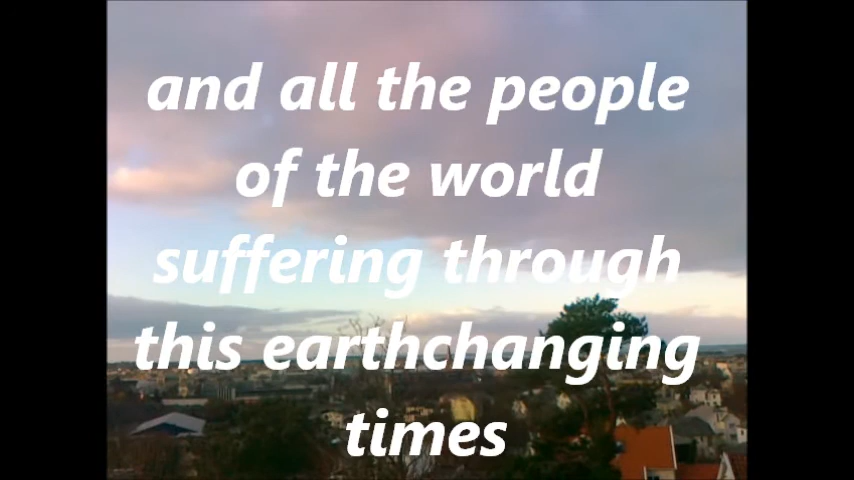 and all the people
of the world
suffering through
this earthchanging
times